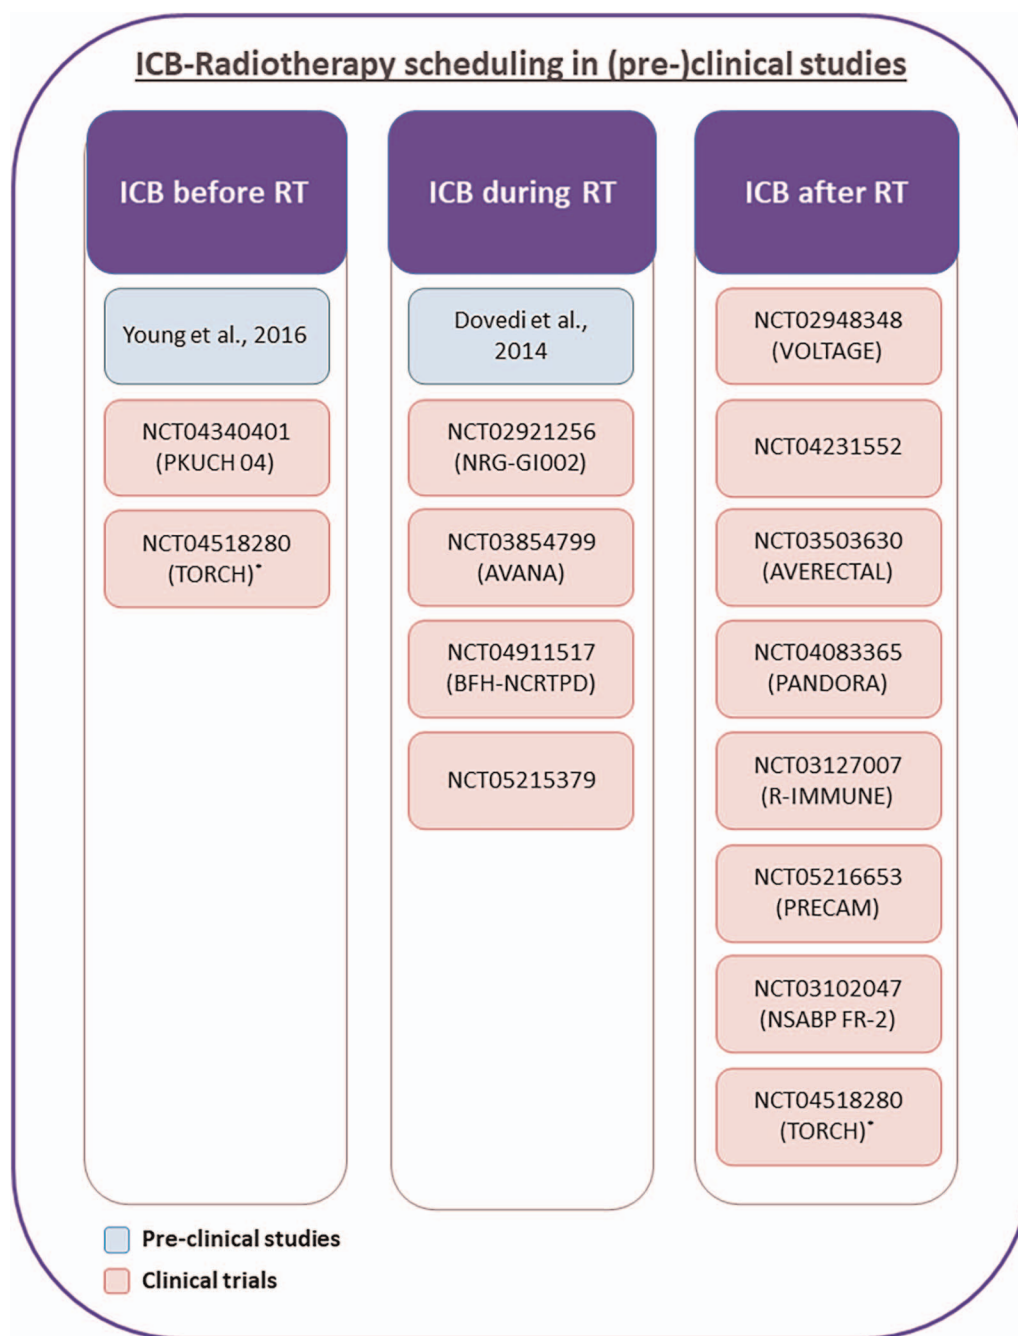 ICB-Radiotherapy scheduling in (pre-)clinical studies
ICB before RT
Young et al., 2016
NCT04340401
(PKUCH 04)
NCT04518280
(TORCH)*
ICB during RT
Dovedi et al.,
2014
NCT02921256
(NRG-GI002)
NCT03854799
(AVANA)
NCT04911517
(BFH-NCRTPD)
NCT05215379
ICB after RT
NCT02948348
(VOLTAGE)
NCT04231552
NCT03503630
(AVERECTAL)
NCT04083365
(PANDORA)
NCT03127007
(R-IMMUNE)
NCT05216653
(PRECAM)
NCT03102047
(NSABP FR-2)
NCT04518280
(TORCH)*
Pre-clinical studies
Clinical trials